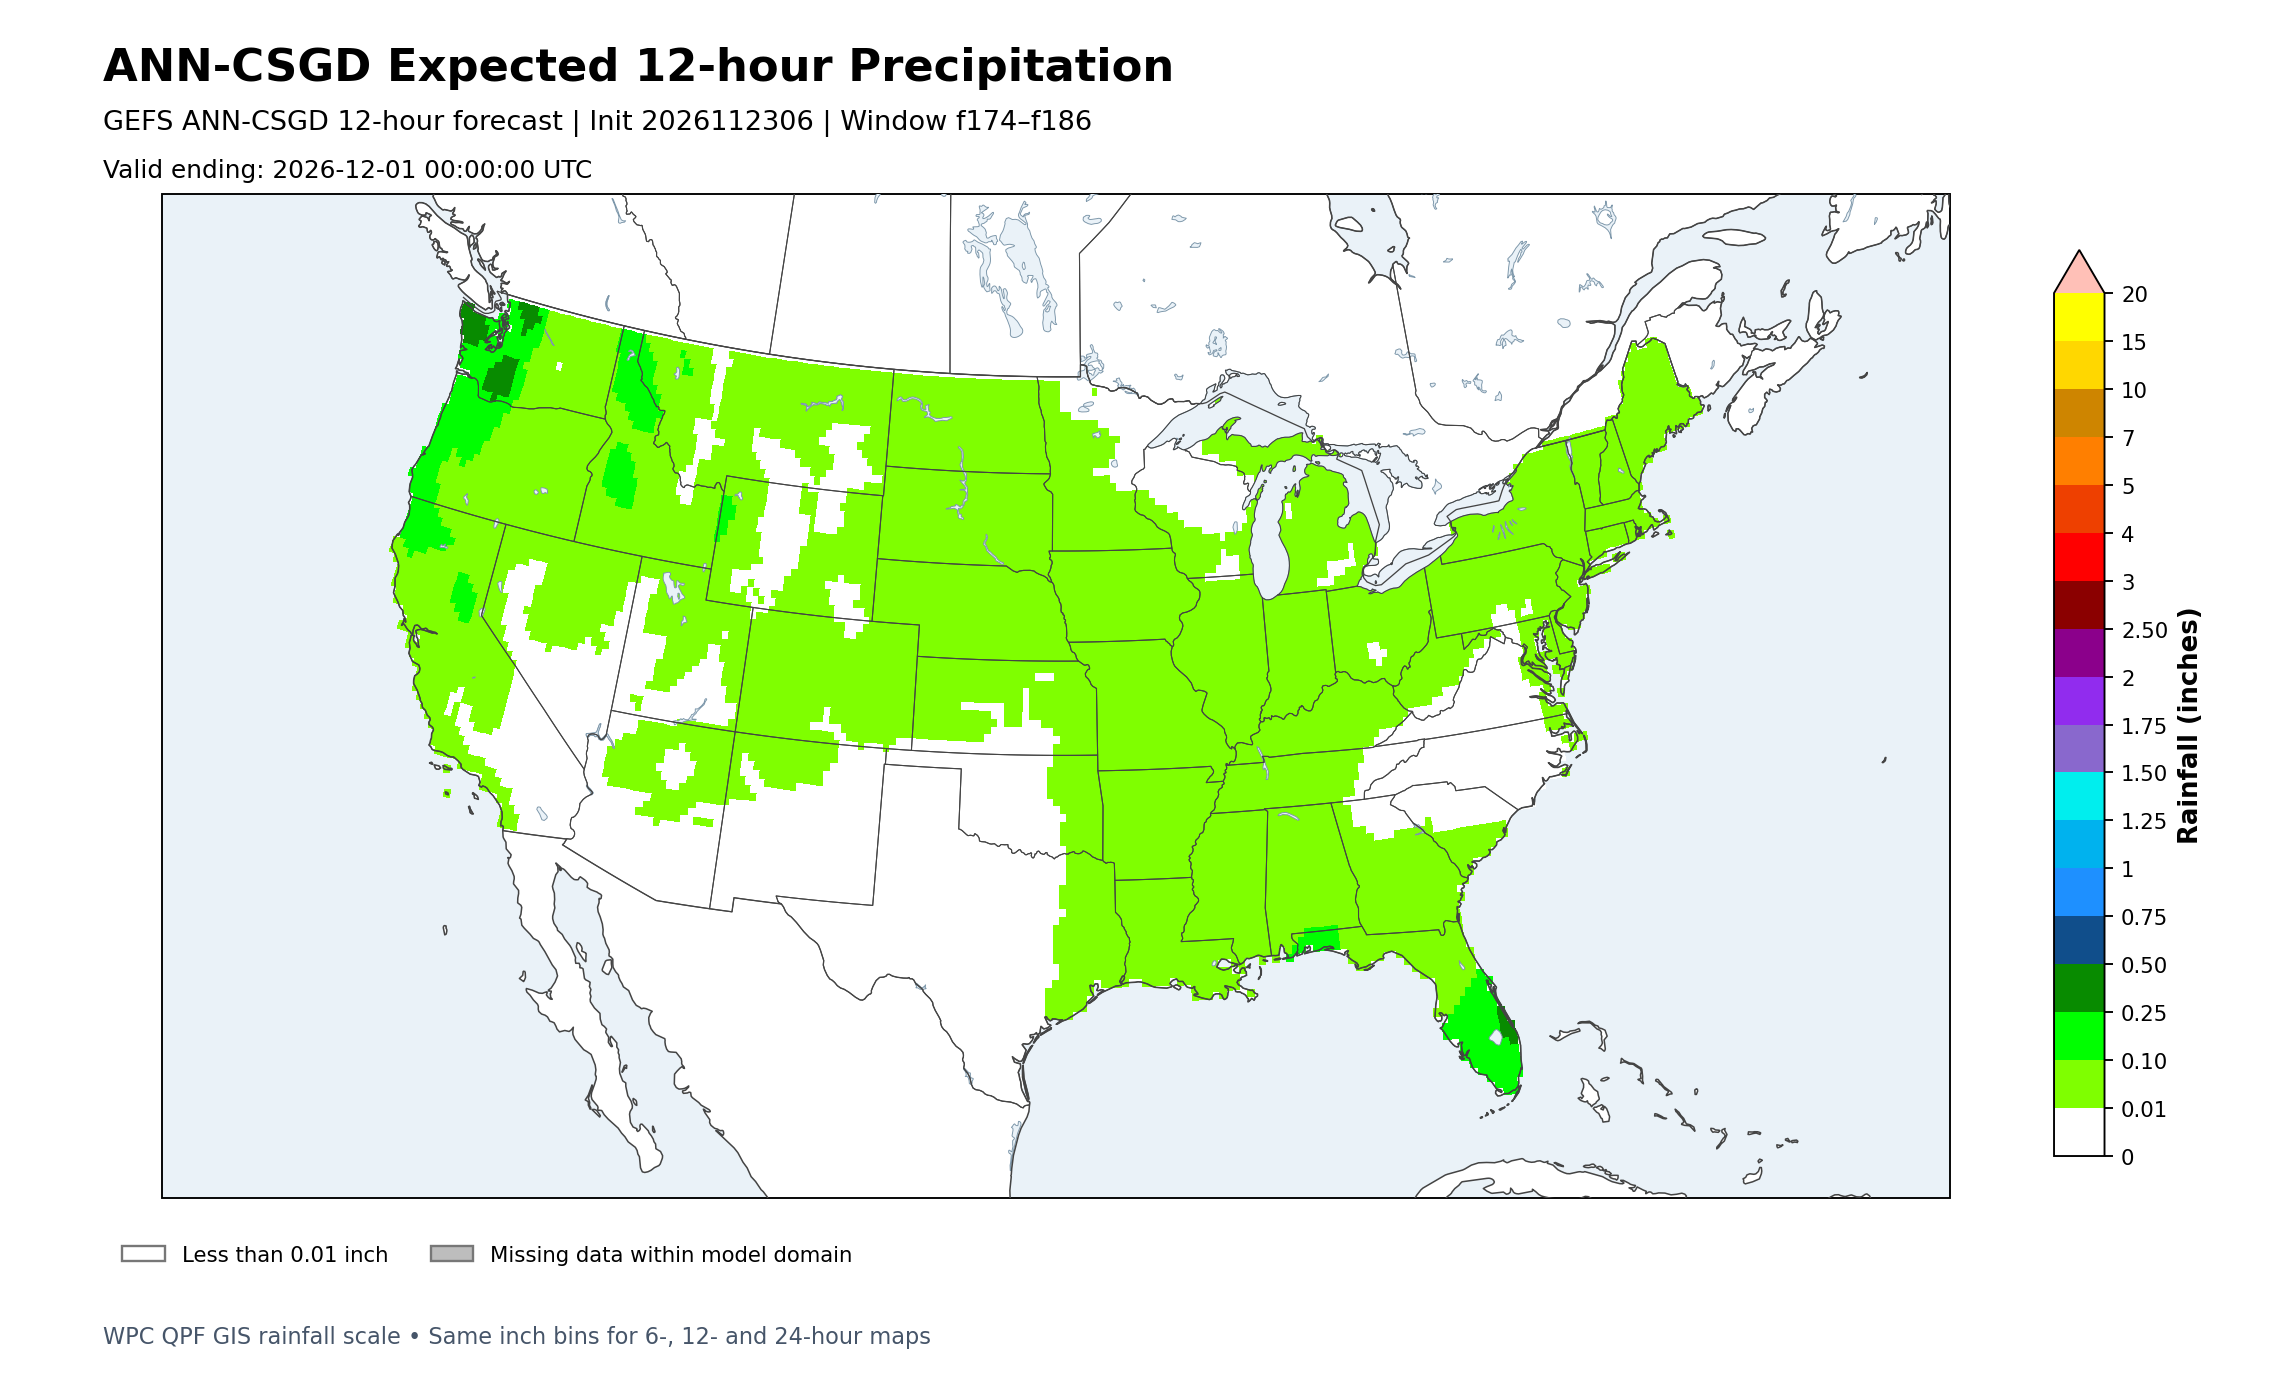 ANN-CSGD Expected 12-hour Precipitation
GEFS ANN-CSGD 12-hour forecast | Init 2026112306 | Window f174–f186
Valid ending: 2026-12-01 00:00:00 UTC
20
15
10
7
5
4
3
2.50
2
1.75
1.50
1.25
1
0.75
0.50
0.25
0.10
0.01
0
Rainfall (inches)
Less than 0.01 inch
Missing data within model domain
WPC QPF GIS rainfall scale • Same inch bins for 6-, 12- and 24-hour maps